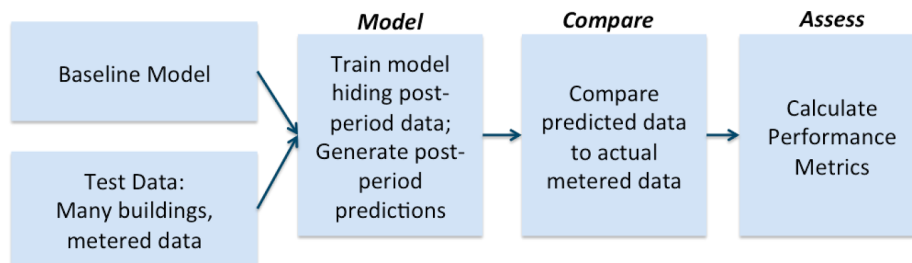 Baseline Model
Test Data:
Many buildings,
metered data
Model
Train model
hiding post-
period data;
Generate post-
period
predictions
Compare
Compare
predicted data
to actual
metered data
Assess
Calculate
Performance
Metrics